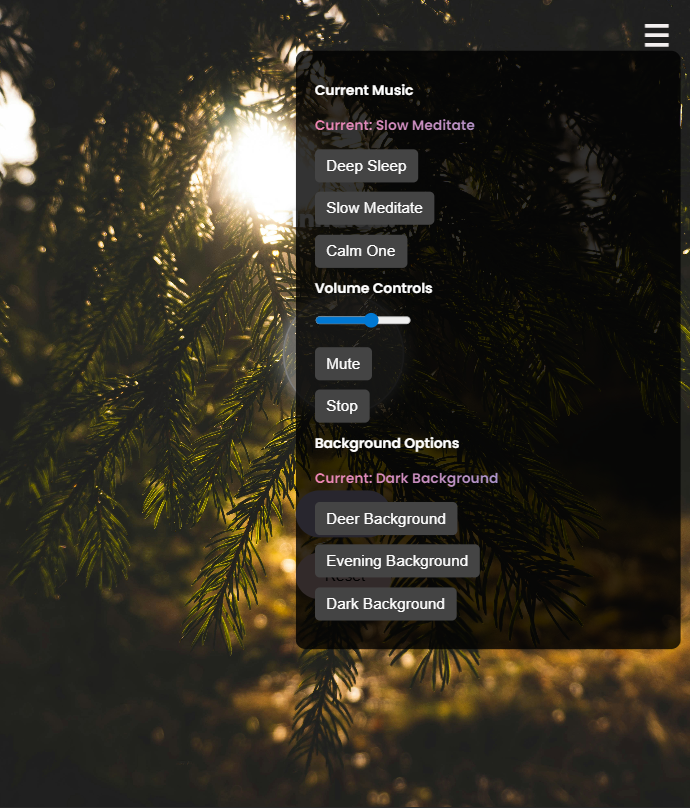 Current Music
Current: Slow Meditate
Deep Sleep
Slow Meditate
Calm One
Volume Controls
Mute
Stop
Background Options
Current: Dark Background
Deer Background
Evening Background
Reset
Dark Background